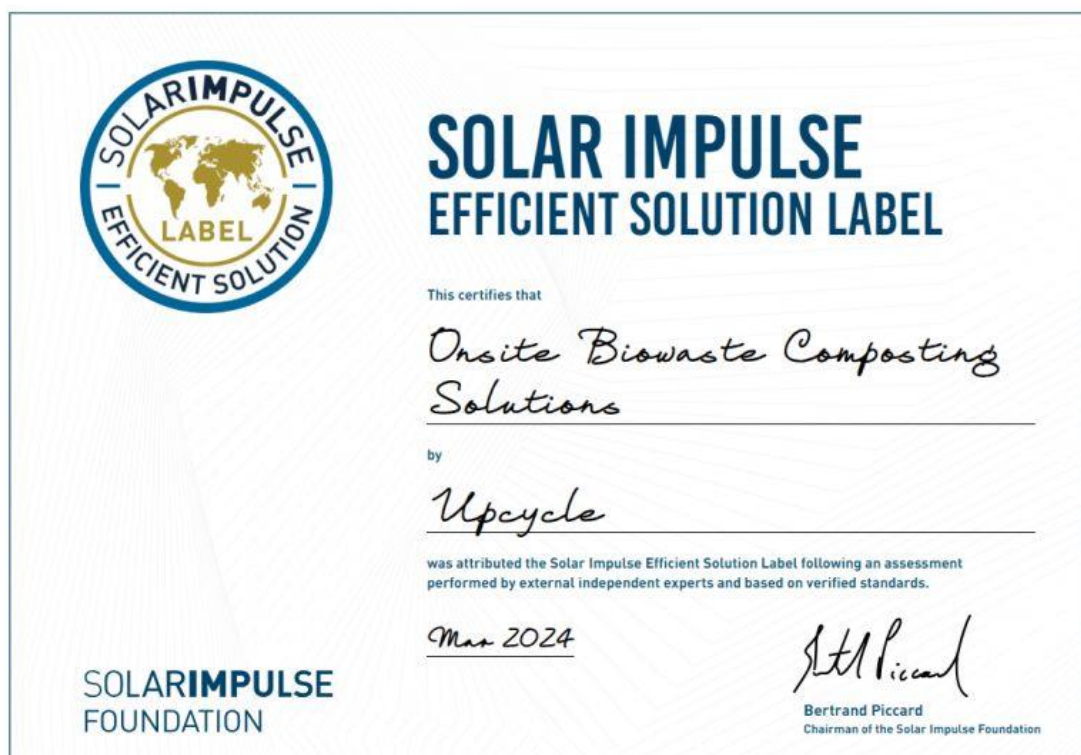 SOLARIMPULSE
LABEL
EFFICIENT SOLUTION
SOLAR IMPULSE
EFFICIENT SOLUTION LABEL
This certifies that
Onsite Biowaste Composting
Solutions
by
Upcycle
was attributed the Solar Impulse Efficient Solution Label following an assessment
performed by external independent experts and based on verified standards.
Mar 2024
Bertrand Piccard
Chairman of the Solar Impulse Foundation
SOLARIMPULSE
FOUNDATION